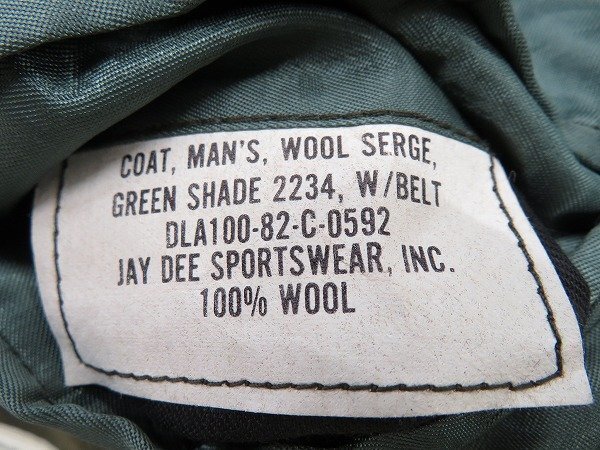 COAT, MAN'S, WOOL SERGE,
GREEN SHADE 2234, W/BELT
DLA100-82-C-0592
JAY DEE SPORTSWEAR, INC.
100% WOOL